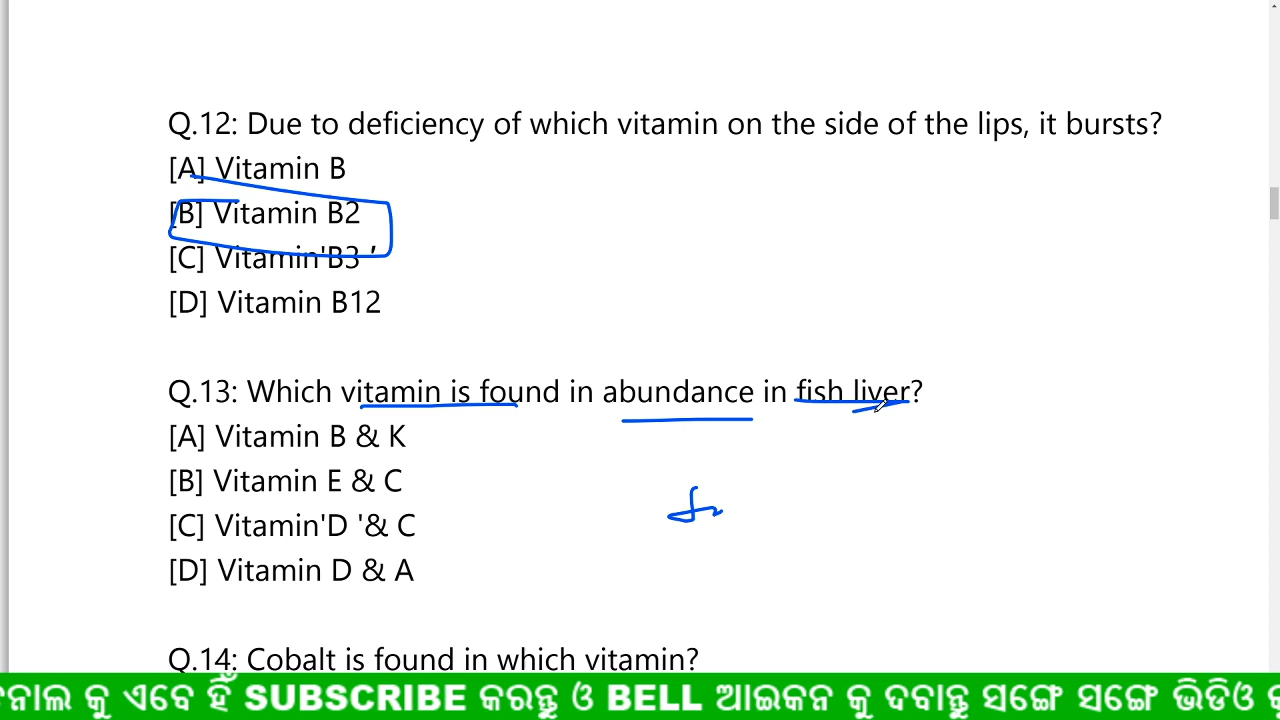 Q.12: Due to deficiency of which vitamin on the side of the lips, it bursts?
[A] Vitamin B
[B] Vitamin B2
[C] Vitamin'B3 ’
[D] Vitamin B12
Q.13: Which vitamin is found in abundance in fish liver?
[A] Vitamin B & K
[B] Vitamin E & C
[C] Vitamin'D '& C
[D] Vitamin D & A
Q.14: Cobalt is found in which vitamin?
କୁ ଏବେ ହିଁ SUBSCRIBE କରନ୍ତୁ ଓ BELL ଆଇକନ କୁ ଦବାନ୍ତୁ ସଙ୍ଗେ ସଙ୍ଗେ ଭିଡିଓ